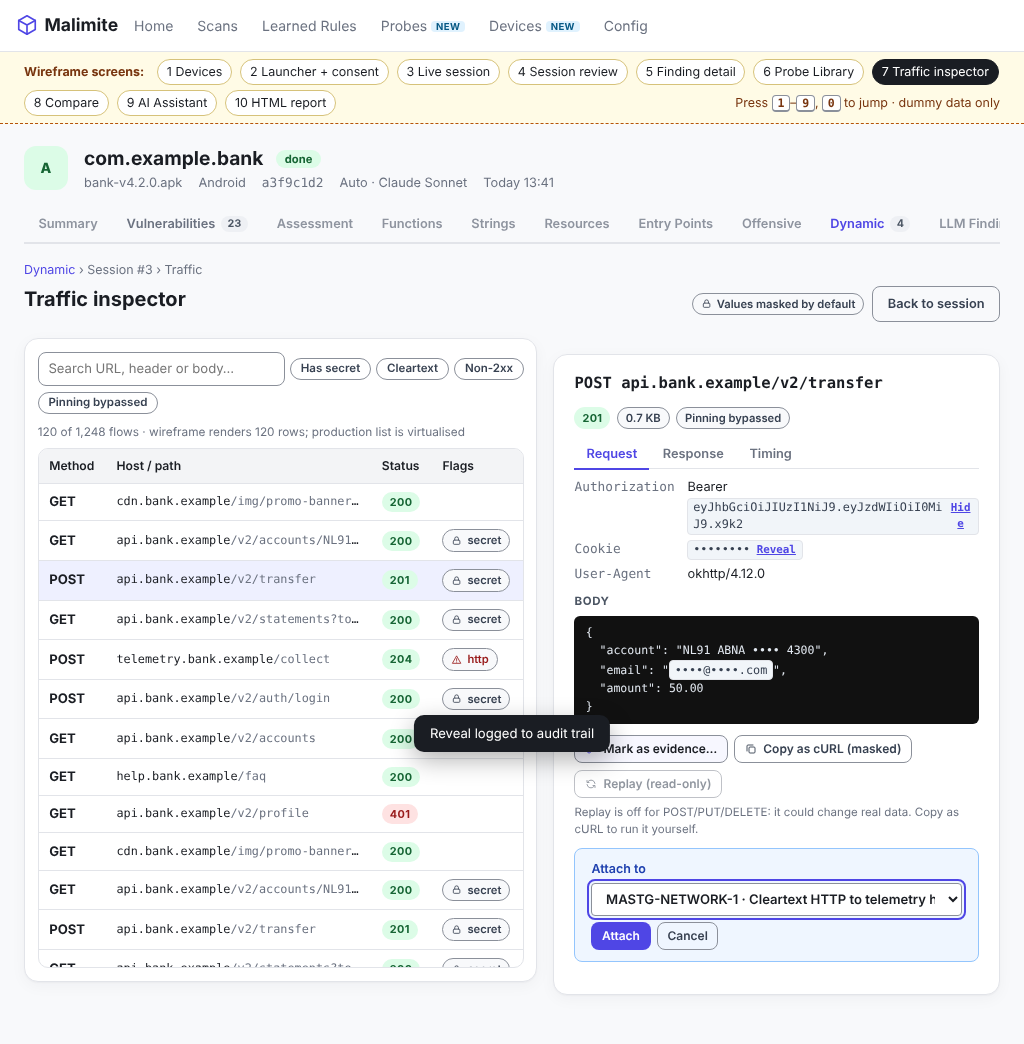 Malimite Home Scans Learned Rules Probes NEW Devices NEW Config
Wireframe screens: 1 Devices 2 Launcher + consent 3 Live session 4 Session review 5 Finding detail 6 Probe Library 7 Traffic inspector
8 Compare 9 AI Assistant 10 HTML report Press 1–9, 0 to jump · dummy data only
A
com.example.bank done
bank-v4.2.0.apk Android a3f9c1d2 Auto · Claude Sonnet Today 13:41
Summary Vulnerabilities 23 Assessment Functions Strings Resources Entry Points Offensive Dynamic 4 LLM Findi
Dynamic › Session #3 › Traffic
Traffic inspector
Values masked by default Back to session
Search URL, header or body... Has secret Cleartext Non-2xx
Pinning bypassed
120 of 1,248 flows · wireframe renders 120 rows; production list is virtualised
Method Host / path Status Flags
GET cdn.bank.example/img/promo-banner… 200
GET api.bank.example/v2/accounts/NL91… 200 secret
POST api.bank.example/v2/transfer 201 secret
GET api.bank.example/v2/statements?to… 200 secret
POST telemetry.bank.example/collect 204 http
POST api.bank.example/v2/auth/login 200 secret
GET api.bank.example/v2/accounts 200
GET help.bank.example/faq 200
GET api.bank.example/v2/profile 401
GET cdn.bank.example/img/promo-banner… 200
GET api.bank.example/v2/accounts/NL91… 200 secret
POST api.bank.example/v2/transfer 201 secret
GET api.bank.example/v2/statements?to… 200 secret
POST api.bank.example/v2/transfer
201 0.7 KB Pinning bypassed
Request Response Timing
Authorization Bearer
eyJhbGciOiJIUzI1NiJ9.eyJzdWIiOiI0Mi Hid
J9.x9k2 e
Cookie •••••••• Reveal
User-Agent okhttp/4.12.0
BODY
{
"account": "NL91 ABNA •••• 4300",
"email": "••••@••••.com",
"amount": 50.00
}
Reveal logged to audit trail
Mark as evidence... Copy as cURL (masked)
Replay (read-only)
Replay is off for POST/PUT/DELETE: it could change real data. Copy as
cURL to run it yourself.
Attach to
MASTG-NETWORK-1 · Cleartext HTTP to telemetry h
Attach Cancel